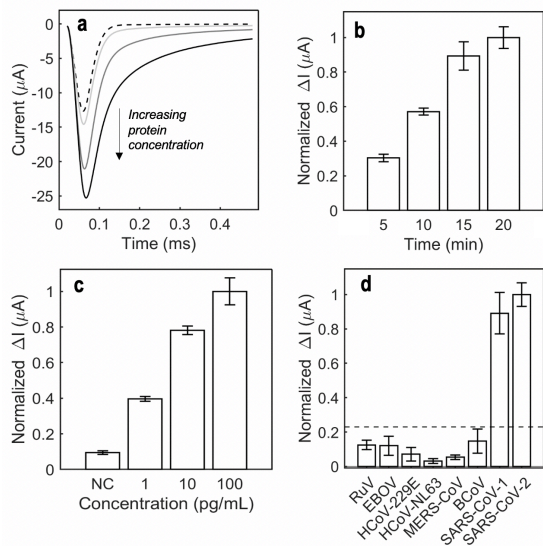 a
Current (μA)
0
-5
-10
-15
-20
-25
Increasing
protein
concentration
0 0.1 0.2 0.3 0.4
Time (ms)
b
Normalized ΔI (μA)
1
0.8
0.6
0.4
0.2
0
5 10 15 20
Time (min)
c
Normalized ΔI (μA)
1
0.8
0.6
0.4
0.2
0
NC 1 10 100
Concentration (pg/mL)
d
Normalized ΔI (μA)
1
0.8
0.6
0.4
0.2
0
RuV
EBOV
HCoV-229E
HCoV-NL63
MERS-CoV
BCoV
SARS-CoV-1
SARS-CoV-2